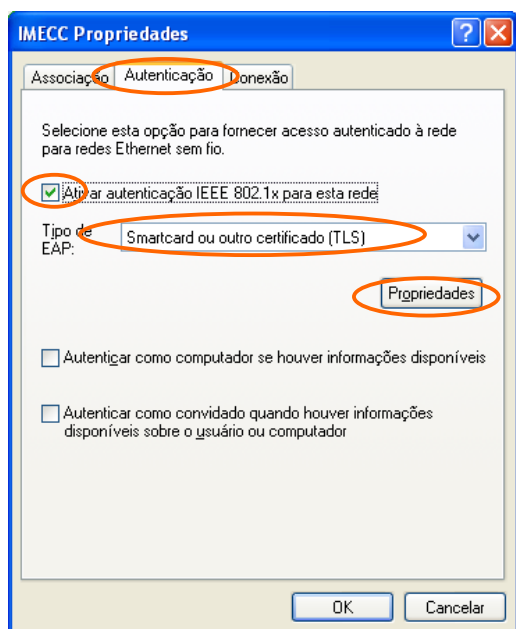 IMECC Propriedades
Associação Autenticação Conexão
Selecione esta opção para fornecer acesso autenticado à rede
para redes Ethernet sem fio.
Ativar autenticação IEEE 802.1x para esta rede
Tipo de
EAP:
Smartcard ou outro certificado (TLS)
Propriedades
Autenticar como computador se houver informações disponíveis
Autenticar como convidado quando houver informações
disponíveis sobre o usuário ou computador
OK Cancelar